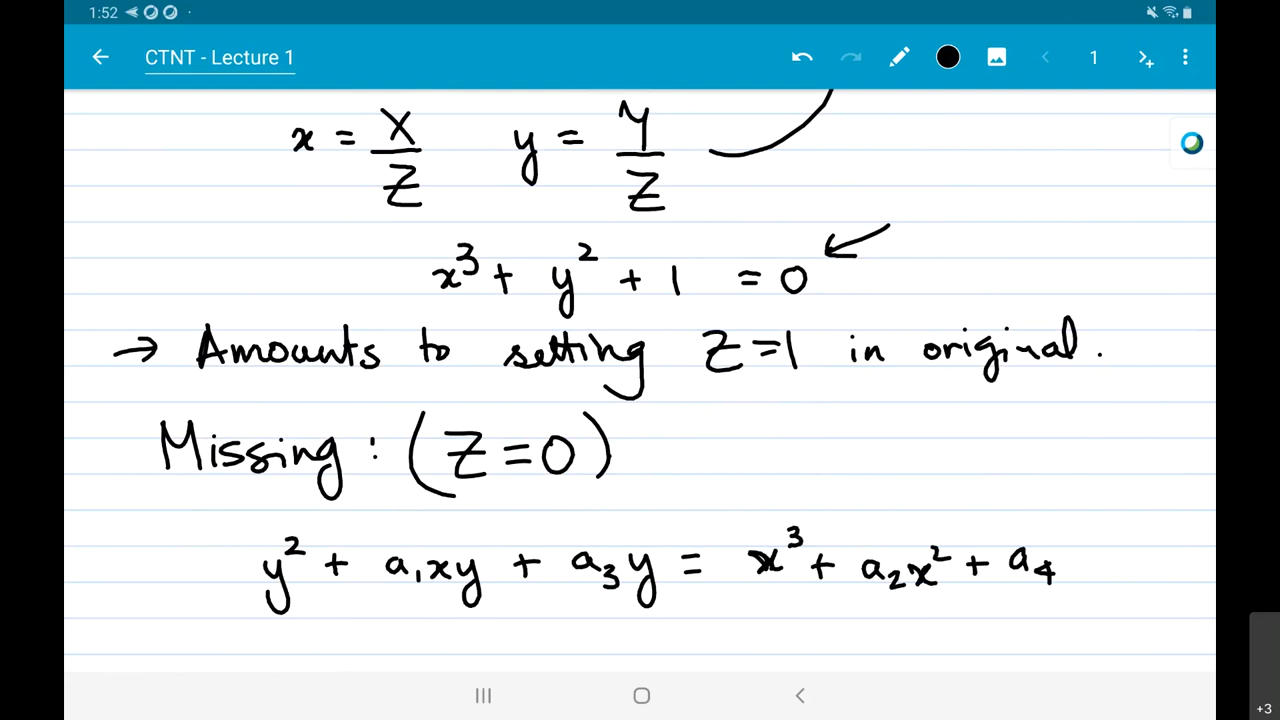 1:52
CTNT - Lecture 1
1
x = X/Z y = Y/Z
x³ + y² + 1 = 0
→ Amounts to setting Z=1 in original.
Missing: (Z=0)
y² + a₁xy + a₃y = x³ + a₂x² + a₄
+3